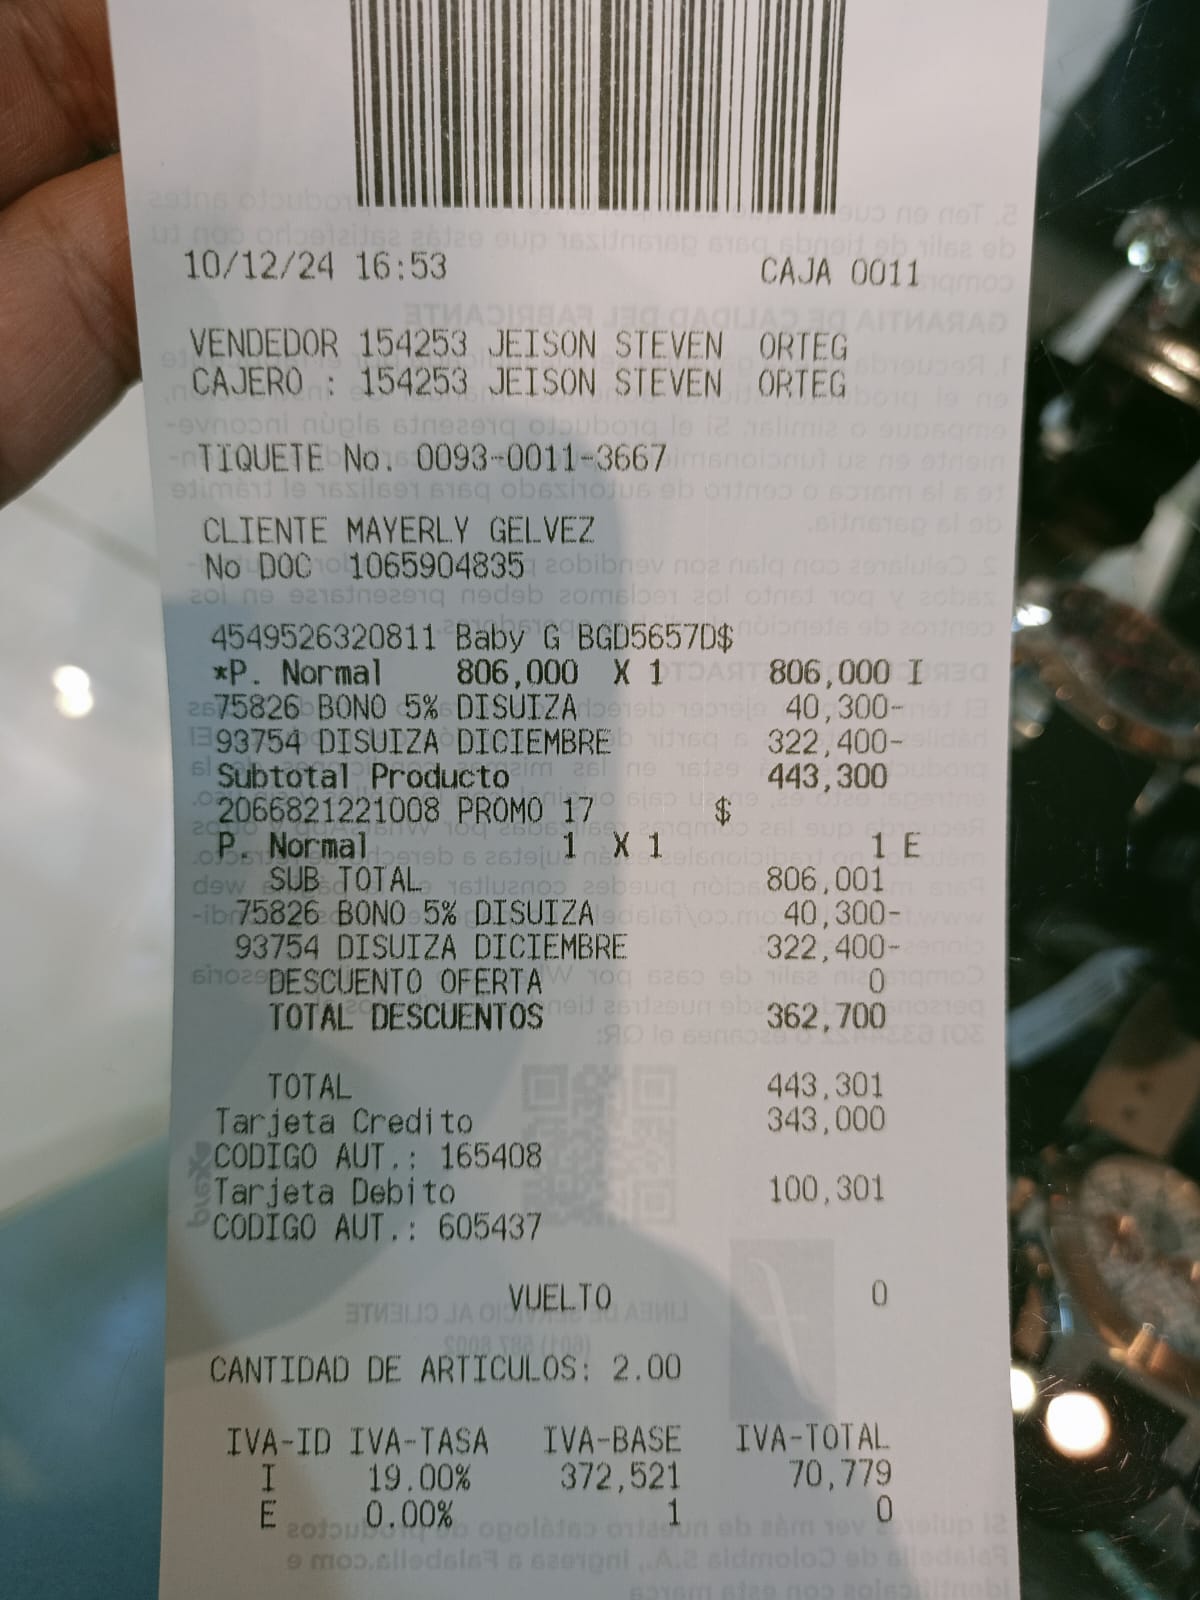 10/12/24 16:53 CAJA 0011
VENDEDOR 154253 JEISON STEVEN ORTEG
CAJERO : 154253 JEISON STEVEN ORTEG
TIQUETE No. 0093-0011-3667
CLIENTE MAYERLY GELVEZ
No DOC 1065904835
4549526320811 Baby G BGD5657D$
*P. Normal 806,000 X 1 806,000 I
75826 BONO 5% DISUIZA 40,300-
93754 DISUIZA DICIEMBRE 322,400-
Subtotal Producto 443,300
2066821221008 PROMO 17 $
P. Normal 1 X 1 1 E
SUB TOTAL 806,001
75826 BONO 5% DISUIZA 40,300-
93754 DISUIZA DICIEMBRE 322,400-
DESCUENTO OFERTA 0
TOTAL DESCUENTOS 362,700
TOTAL 443,301
Tarjeta Credito 343,000
CODIGO AUT.: 165408
Tarjeta Debito 100,301
CODIGO AUT.: 605437
VUELTO 0
CANTIDAD DE ARTICULOS: 2.00
IVA-ID IVA-TASA IVA-BASE IVA-TOTAL
I 19.00% 372,521 70,779
E 0.00% 1 0